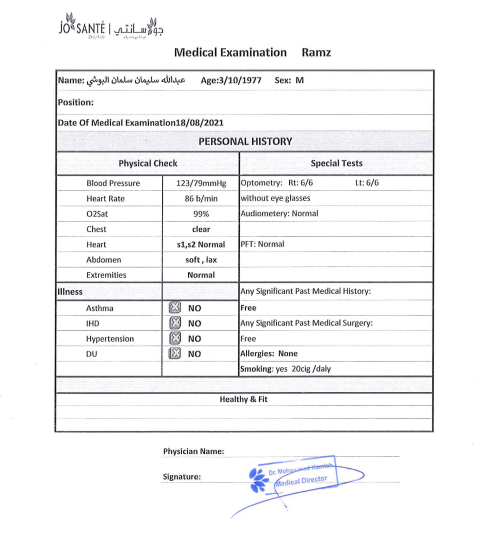 JO SANTÉ | جو سانتي
Medical Examination Ramz
Name: عبدالله سليمان سلمان البوشي Age:3/10/1977 Sex: M
Position:
Date Of Medical Examination18/08/2021
PERSONAL HISTORY
Physical Check Special Tests
Blood Pressure 123/79mmHg Optometry: Rt: 6/6 Lt: 6/6
Heart Rate 86 b/min without eye glasses
O2Sat 99% Audiometery: Normal
Chest clear
Heart s1,s2 Normal PFT: Normal
Abdomen soft , lax
Extremities Normal
Illness Any Significant Past Medical History:
Asthma NO Free
IHD NO Any Significant Past Medical Surgery:
Hypertension NO Free
DU NO Allergies: None
Smoking: yes 20cig /daly
Healthy & Fit
Physician Name:
Signature:
Dr. Mohammad
Medical Director